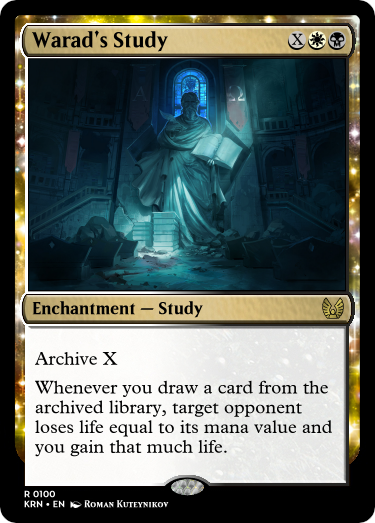 Warad's Study X
Enchantment — Study
Archive X
Whenever you draw a card from the
archived library, target opponent
loses life equal to its mana value and
you gain that much life.
R 0100
KRN • EN Roman Kuteynikov